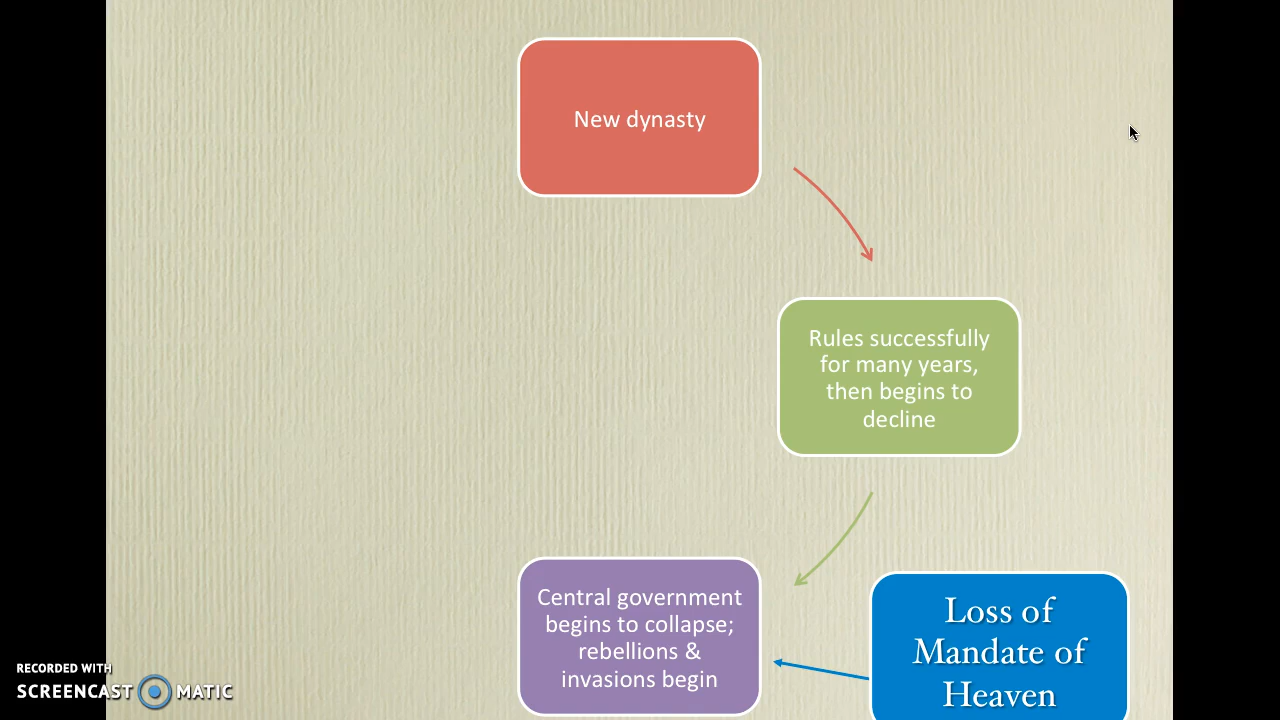 New dynasty
Rules successfully
for many years,
then begins to
decline
Central government
begins to collapse;
rebellions &
invasions begin
Loss of
Mandate of
Heaven
RECORDED WITH
SCREENCAST MATIC